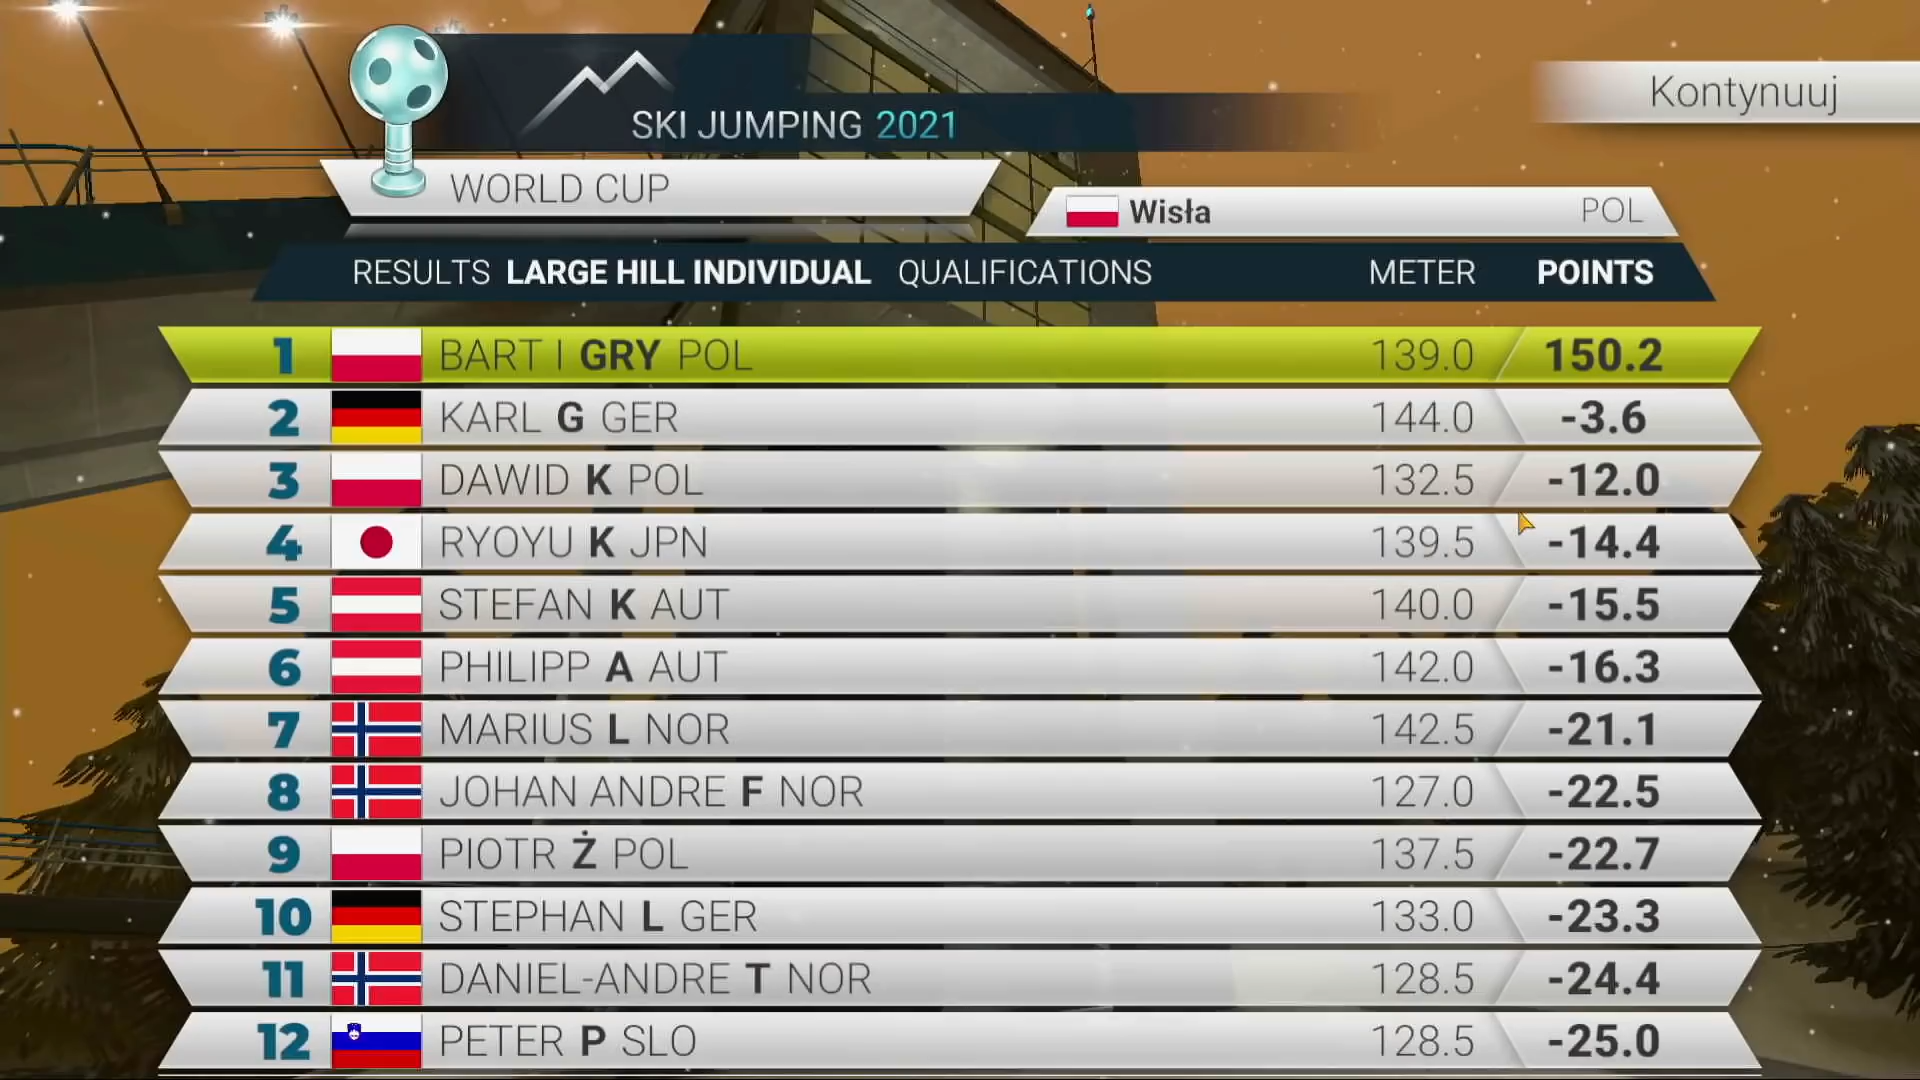 Kontynuuj
SKI JUMPING 2021
WORLD CUP
Wisła POL
RESULTS LARGE HILL INDIVIDUAL QUALIFICATIONS METER POINTS
1 BART I GRY POL 139.0 150.2
2 KARL G GER 144.0 -3.6
3 DAWID K POL 132.5 -12.0
4 RYOYU K JPN 139.5 -14.4
5 STEFAN K AUT 140.0 -15.5
6 PHILIPP A AUT 142.0 -16.3
7 MARIUS L NOR 142.5 -21.1
8 JOHAN ANDRE F NOR 127.0 -22.5
9 PIOTR Ż POL 137.5 -22.7
10 STEPHAN L GER 133.0 -23.3
11 DANIEL-ANDRE T NOR 128.5 -24.4
12 PETER P SLO 128.5 -25.0